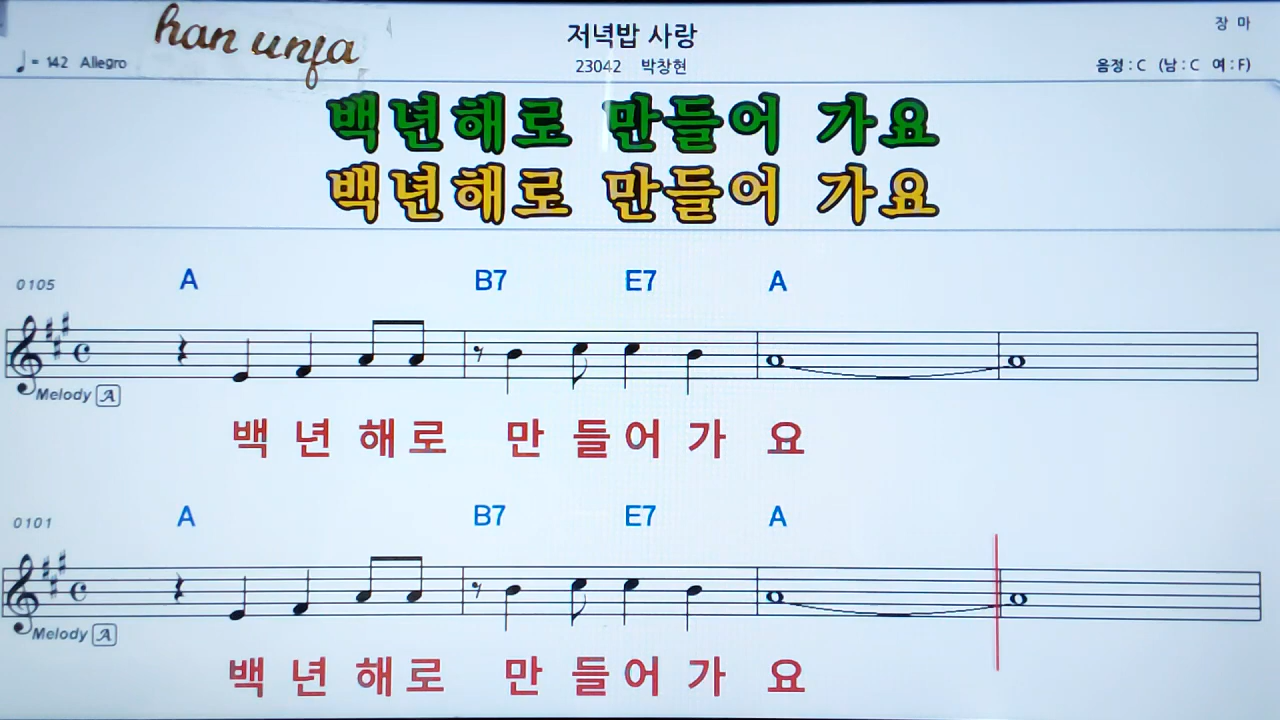 han unfa
저녁밥 사랑
장 마
♩= 142 Allegro
23042 박창현
음정 : C (남 : C 여 : F)
백년해로 만들어 가요
백년해로 만들어 가요
0105
A B7 E7 A
Melody A
백 년 해 로 만 들 어 가 요
0101
A B7 E7 A
Melody A
백 년 해 로 만 들 어 가 요